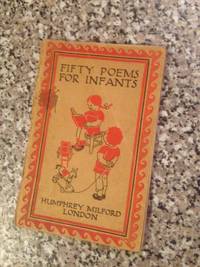 FIFTY POEMS
FOR INFANTS
HUMPHREY MILFORD
LONDON